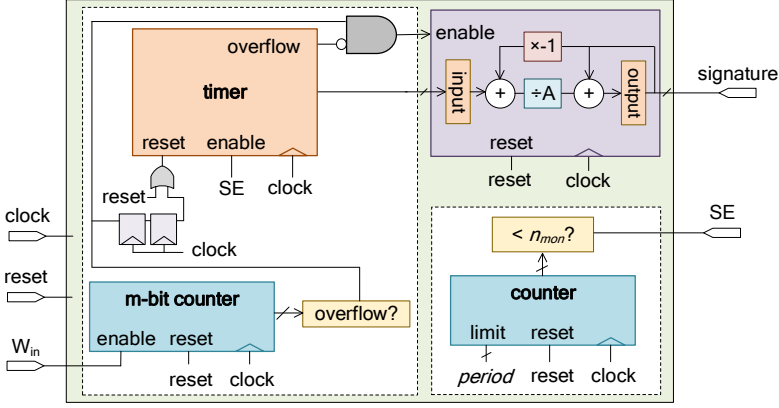 overflow
timer
reset
enable
reset
SE
clock
clock
m-bit counter
enable
reset
reset
clock
overflow?
enable
×-1
input
+
÷A
+
output
reset
reset
clock
< nmon?
counter
limit
reset
period
reset
clock
clock
reset
Win
signature
SE